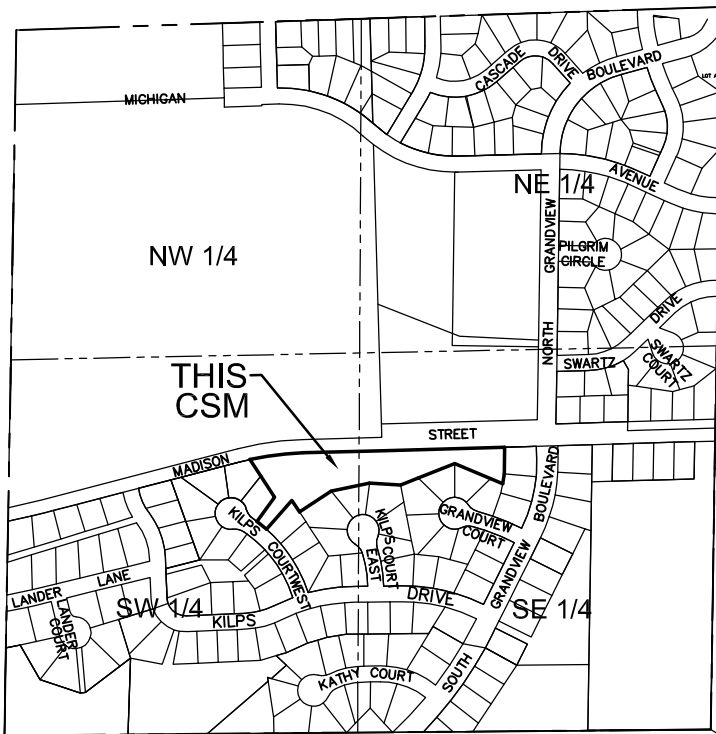 CASCADE
DRIVE
BOULEVARD
LOT
MICHIGAN
NE 1/4
AVENUE
NW 1/4
GRANDVIEW
NORTH
PILGRIM
CIRCLE
DRIVE
SWARTZ
SWARTZ
COURT
THIS
CSM
STREET
MADISON
BOULEVARD
KILPS
COURT
WEST
KILPS COURT
EAST
GRANDVIEW
COURT
GRANDVIEW
SOUTH
LANDER
LANE
LANDER
COURT
SW 1/4
KILPS
DRIVE
SE 1/4
KATHY COURT